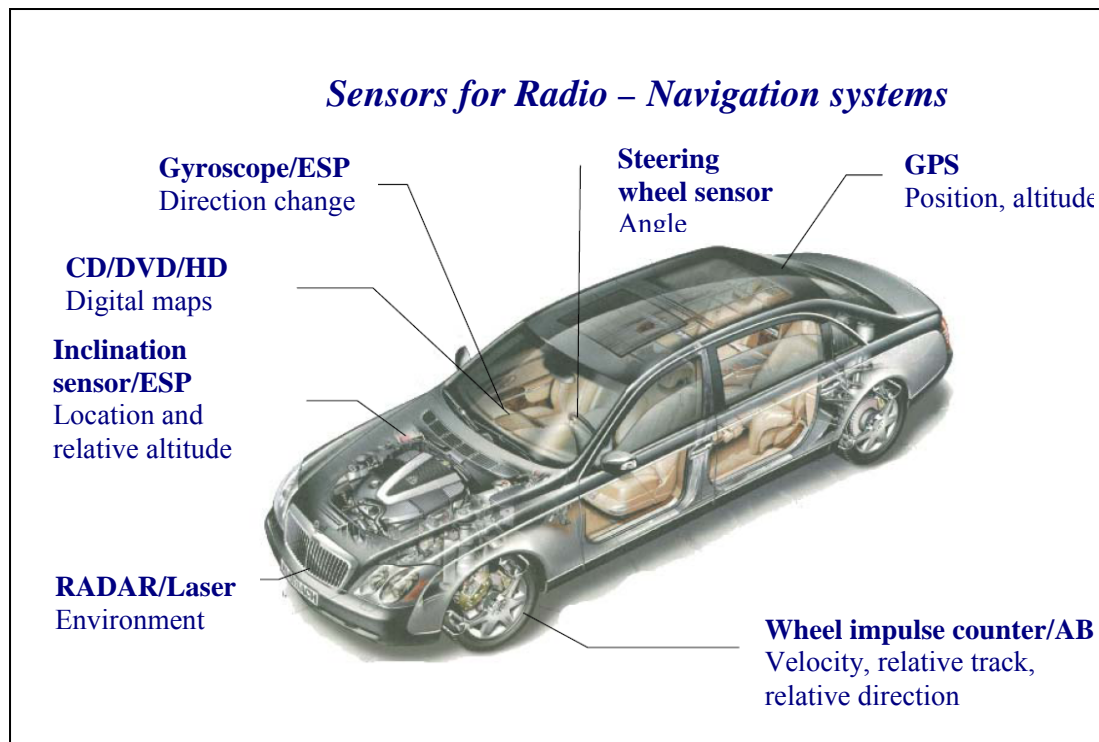 Sensors for Radio – Navigation systems
Gyroscope/ESP
Direction change
Steering
wheel sensor
Angle
GPS
Position, altitude
CD/DVD/HD
Digital maps
Inclination
sensor/ESP
Location and
relative altitude
RADAR/Laser
Environment
Wheel impulse counter/AB
Velocity, relative track,
relative direction